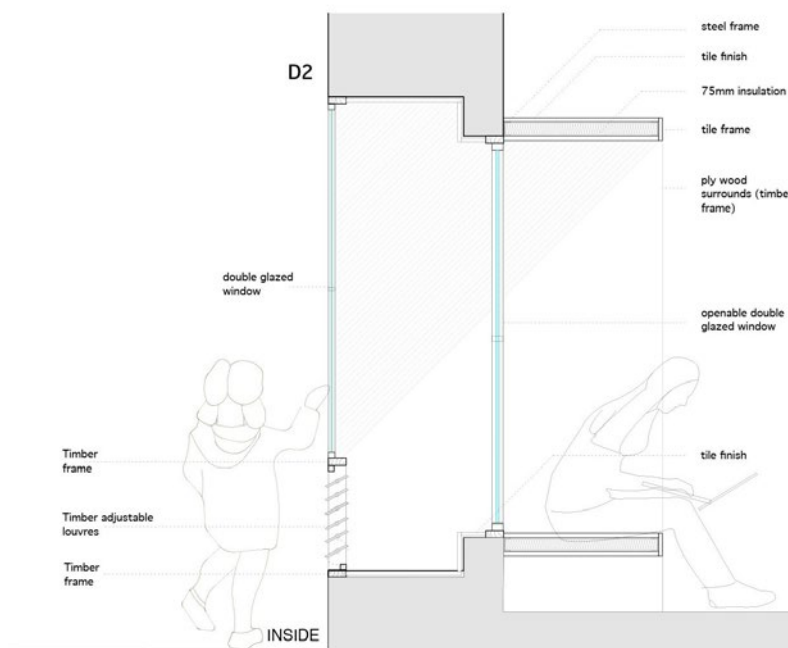 D2
steel frame
tile finish
75mm insulation
tile frame
ply wood
surrounds (timbe
frame)
double glazed
window
openable double
glazed window
Timber
frame
tile finish
Timber adjustable
louvres
Timber
frame
INSIDE